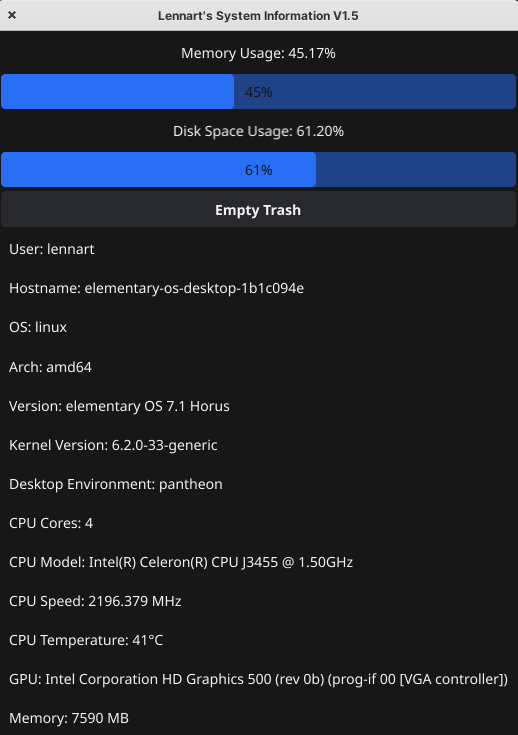 Lennart's System Information V1.5
Memory Usage: 45.17%
45%
Disk Space Usage: 61.20%
61%
Empty Trash
User: lennart
Hostname: elementary-os-desktop-1b1c094e
OS: linux
Arch: amd64
Version: elementary OS 7.1 Horus
Kernel Version: 6.2.0-33-generic
Desktop Environment: pantheon
CPU Cores: 4
CPU Model: Intel(R) Celeron(R) CPU J3455 @ 1.50GHz
CPU Speed: 2196.379 MHz
CPU Temperature: 41°C
GPU: Intel Corporation HD Graphics 500 (rev 0b) (prog-if 00 [VGA controller])
Memory: 7590 MB